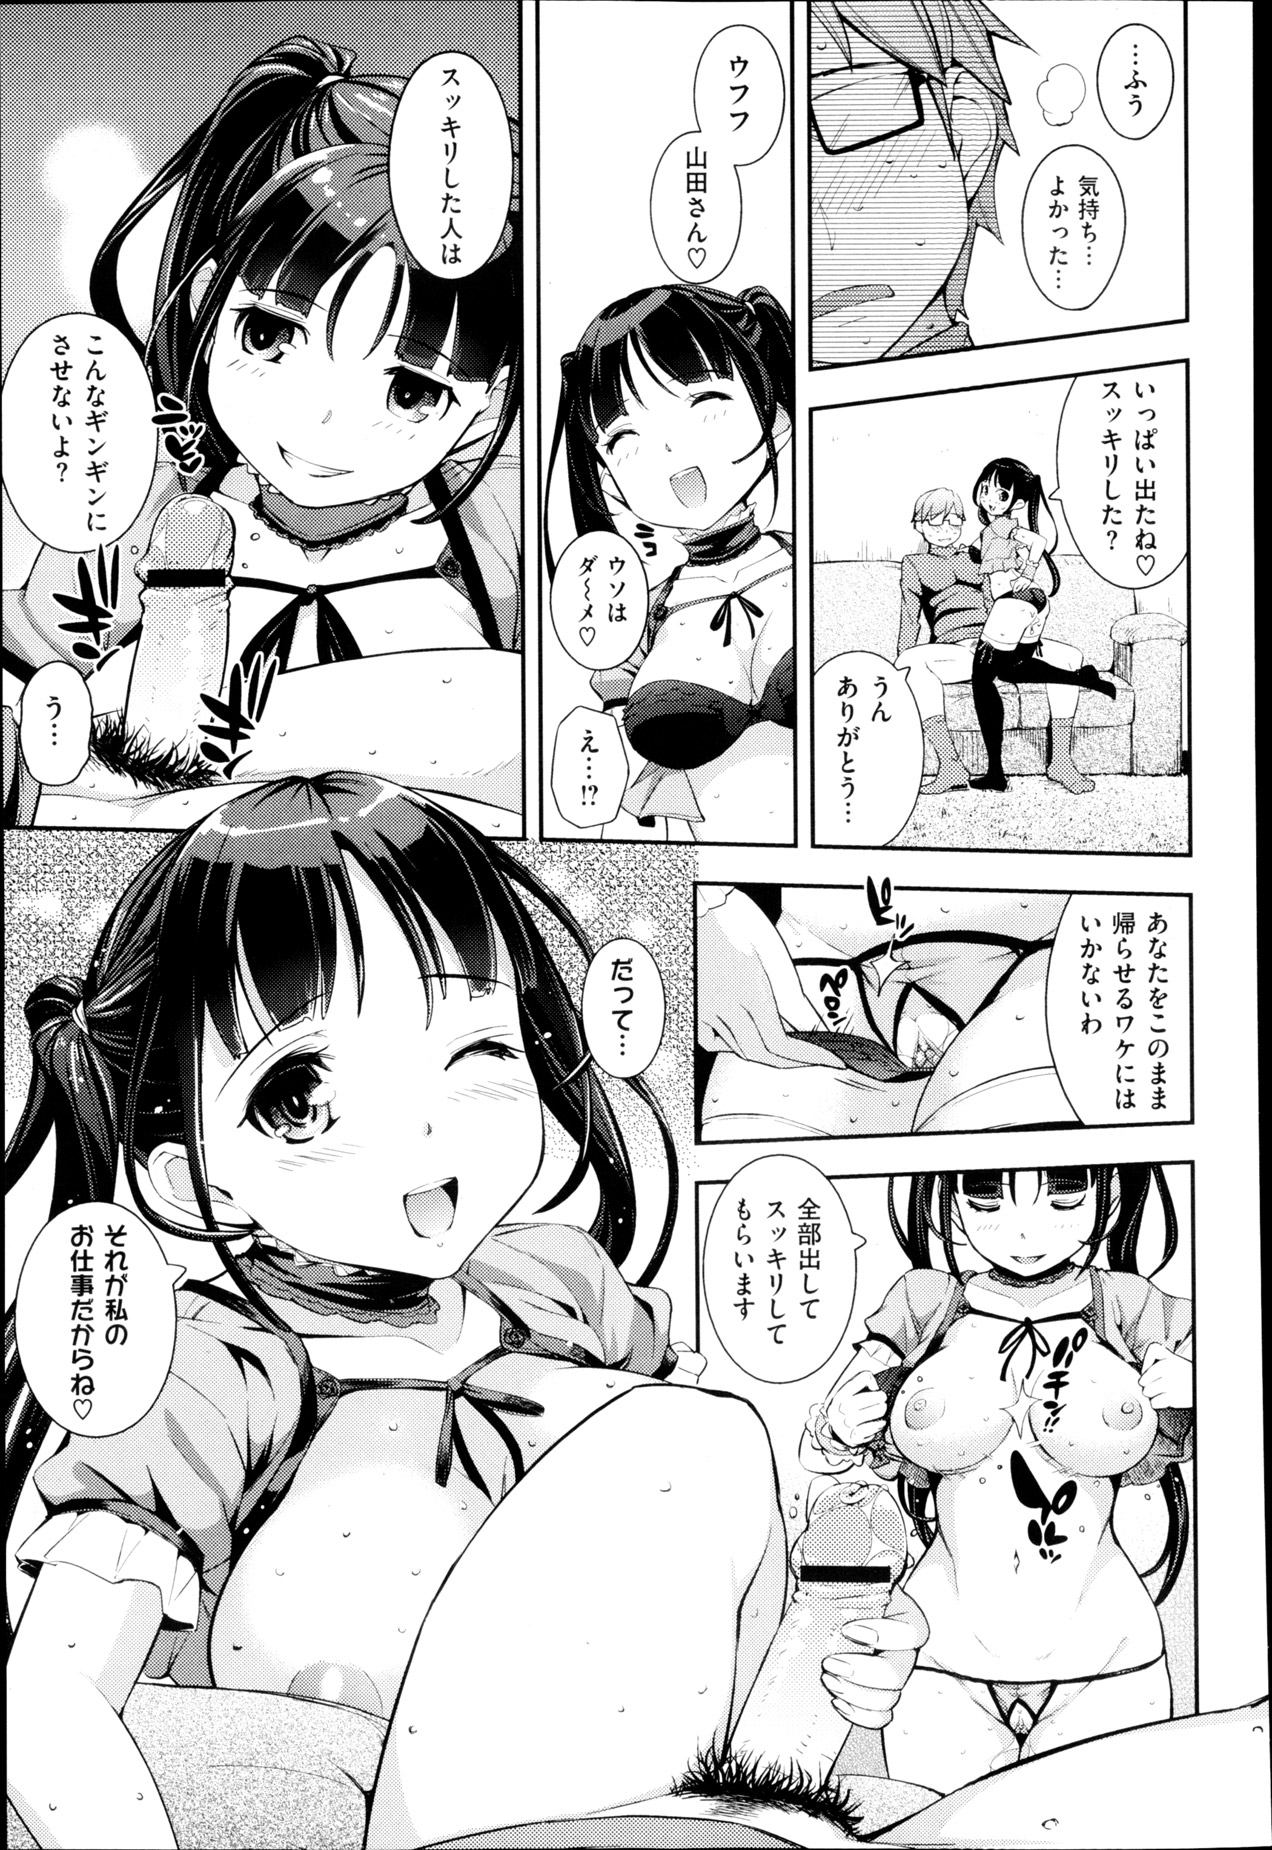 …ふう
気持ち…
よかった…
いっぱい出たね♡
スッキリした？
うん
ありがとう…
ウフフ
山田さん♡
ウソは
ダ～メ♡
え…!?
スッキリした人は
こんなギンギンに
させないよ？
う…
あなたをこのまま
帰らせるワケには
いかないわ
全部出して
スッキリして
もらいます
だって…
それが私の
お仕事だからね♡